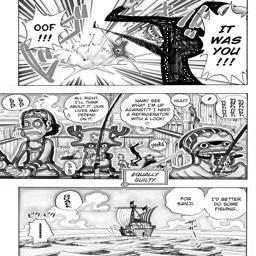 IT
WAS
YOU
!!!
OOF
!!!
HUH?
NAMI! SEE
WHAT I'M UP
AGAINST!? I NEED
A REFRIGERATOR
WITH A LOCK!
ALL RIGHT,
I'LL THINK
ABOUT IT. OUR
LIVES MAY
DEPEND
ON IT.
EQUALLY
GUILTY
I'D BETTER
DO SOME
FISHING.
FOR
SANJI.